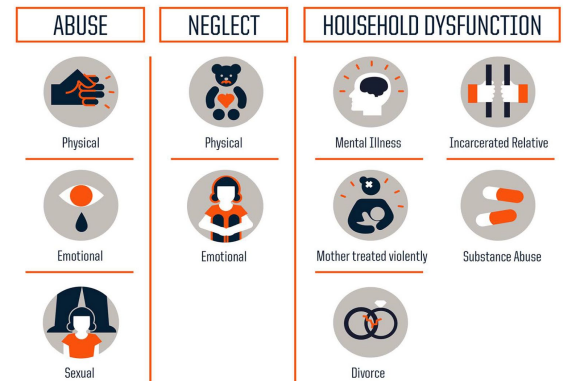 ABUSE
NEGLECT
HOUSEHOLD DYSFUNCTION
Physical
Physical
Mental Illness
Incarcerated Relative
Emotional
Emotional
Mother treated violently
Substance Abuse
Sexual
Divorce